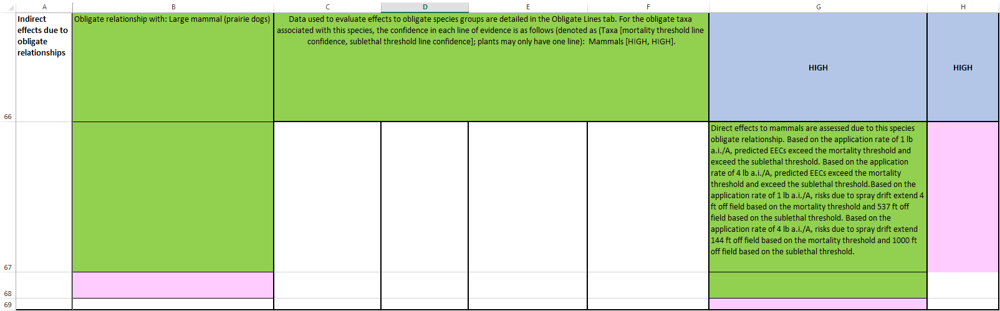 A B C D E F G H
66
Indirect
effects due to
obligate
relationships
Obligate relationship with: Large mammal (prairie dogs)
Data used to evaluate effects to obligate species groups are detailed in the Obligate Lines tab. For the obligate taxa
associated with this species, the confidence in each line of evidence is as follows (denoted as (Taxa [mortality threshold line
confidence, sublethal threshold line confidence]; plants may only have one line):  Mammals [HIGH, HIGH].
HIGH
HIGH
67
Direct effects to mammals are assessed due to this species
obligate relationship. Based on the application rate of 1 lb
a.i./A, predicted EECs exceed the mortality threshold and
exceed the sublethal threshold. Based on the application
rate of 4 lb a.i./A, predicted EECs exceed the mortality
threshold and exceed the sublethal threshold.Based on the
application rate of 1 lb a.i./A, risks due to spray drift extend 4
ft off field based on the mortality threshold and 537 ft off
field based on the sublethal threshold. Based on the
application rate of 4 lb a.i./A, risks due to spray drift extend
144 ft off field based on the mortality threshold and 1000 ft
off field based on the sublethal threshold.
68
69